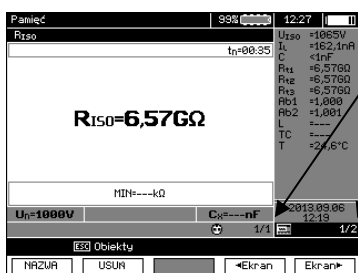 Pamięć 99% 12:27
RISO
tn=00:35
RISO=6,57GΩ
MIN=---kΩ
Un=1000V Cx=---nF
1/1
UISO =1065V
IL =162,1nA
C <1nF
Rt1 =6,57GΩ
Rt2 =6,57GΩ
Rt3 =6,57GΩ
Ab1 =1,000
Ab2 =1,001
L =---
TC =---
T =24,6°C
2013.09.06
12:19
1/2
ESC Obiekty
NAZWA USUŃ ◄Ekran Ekran►